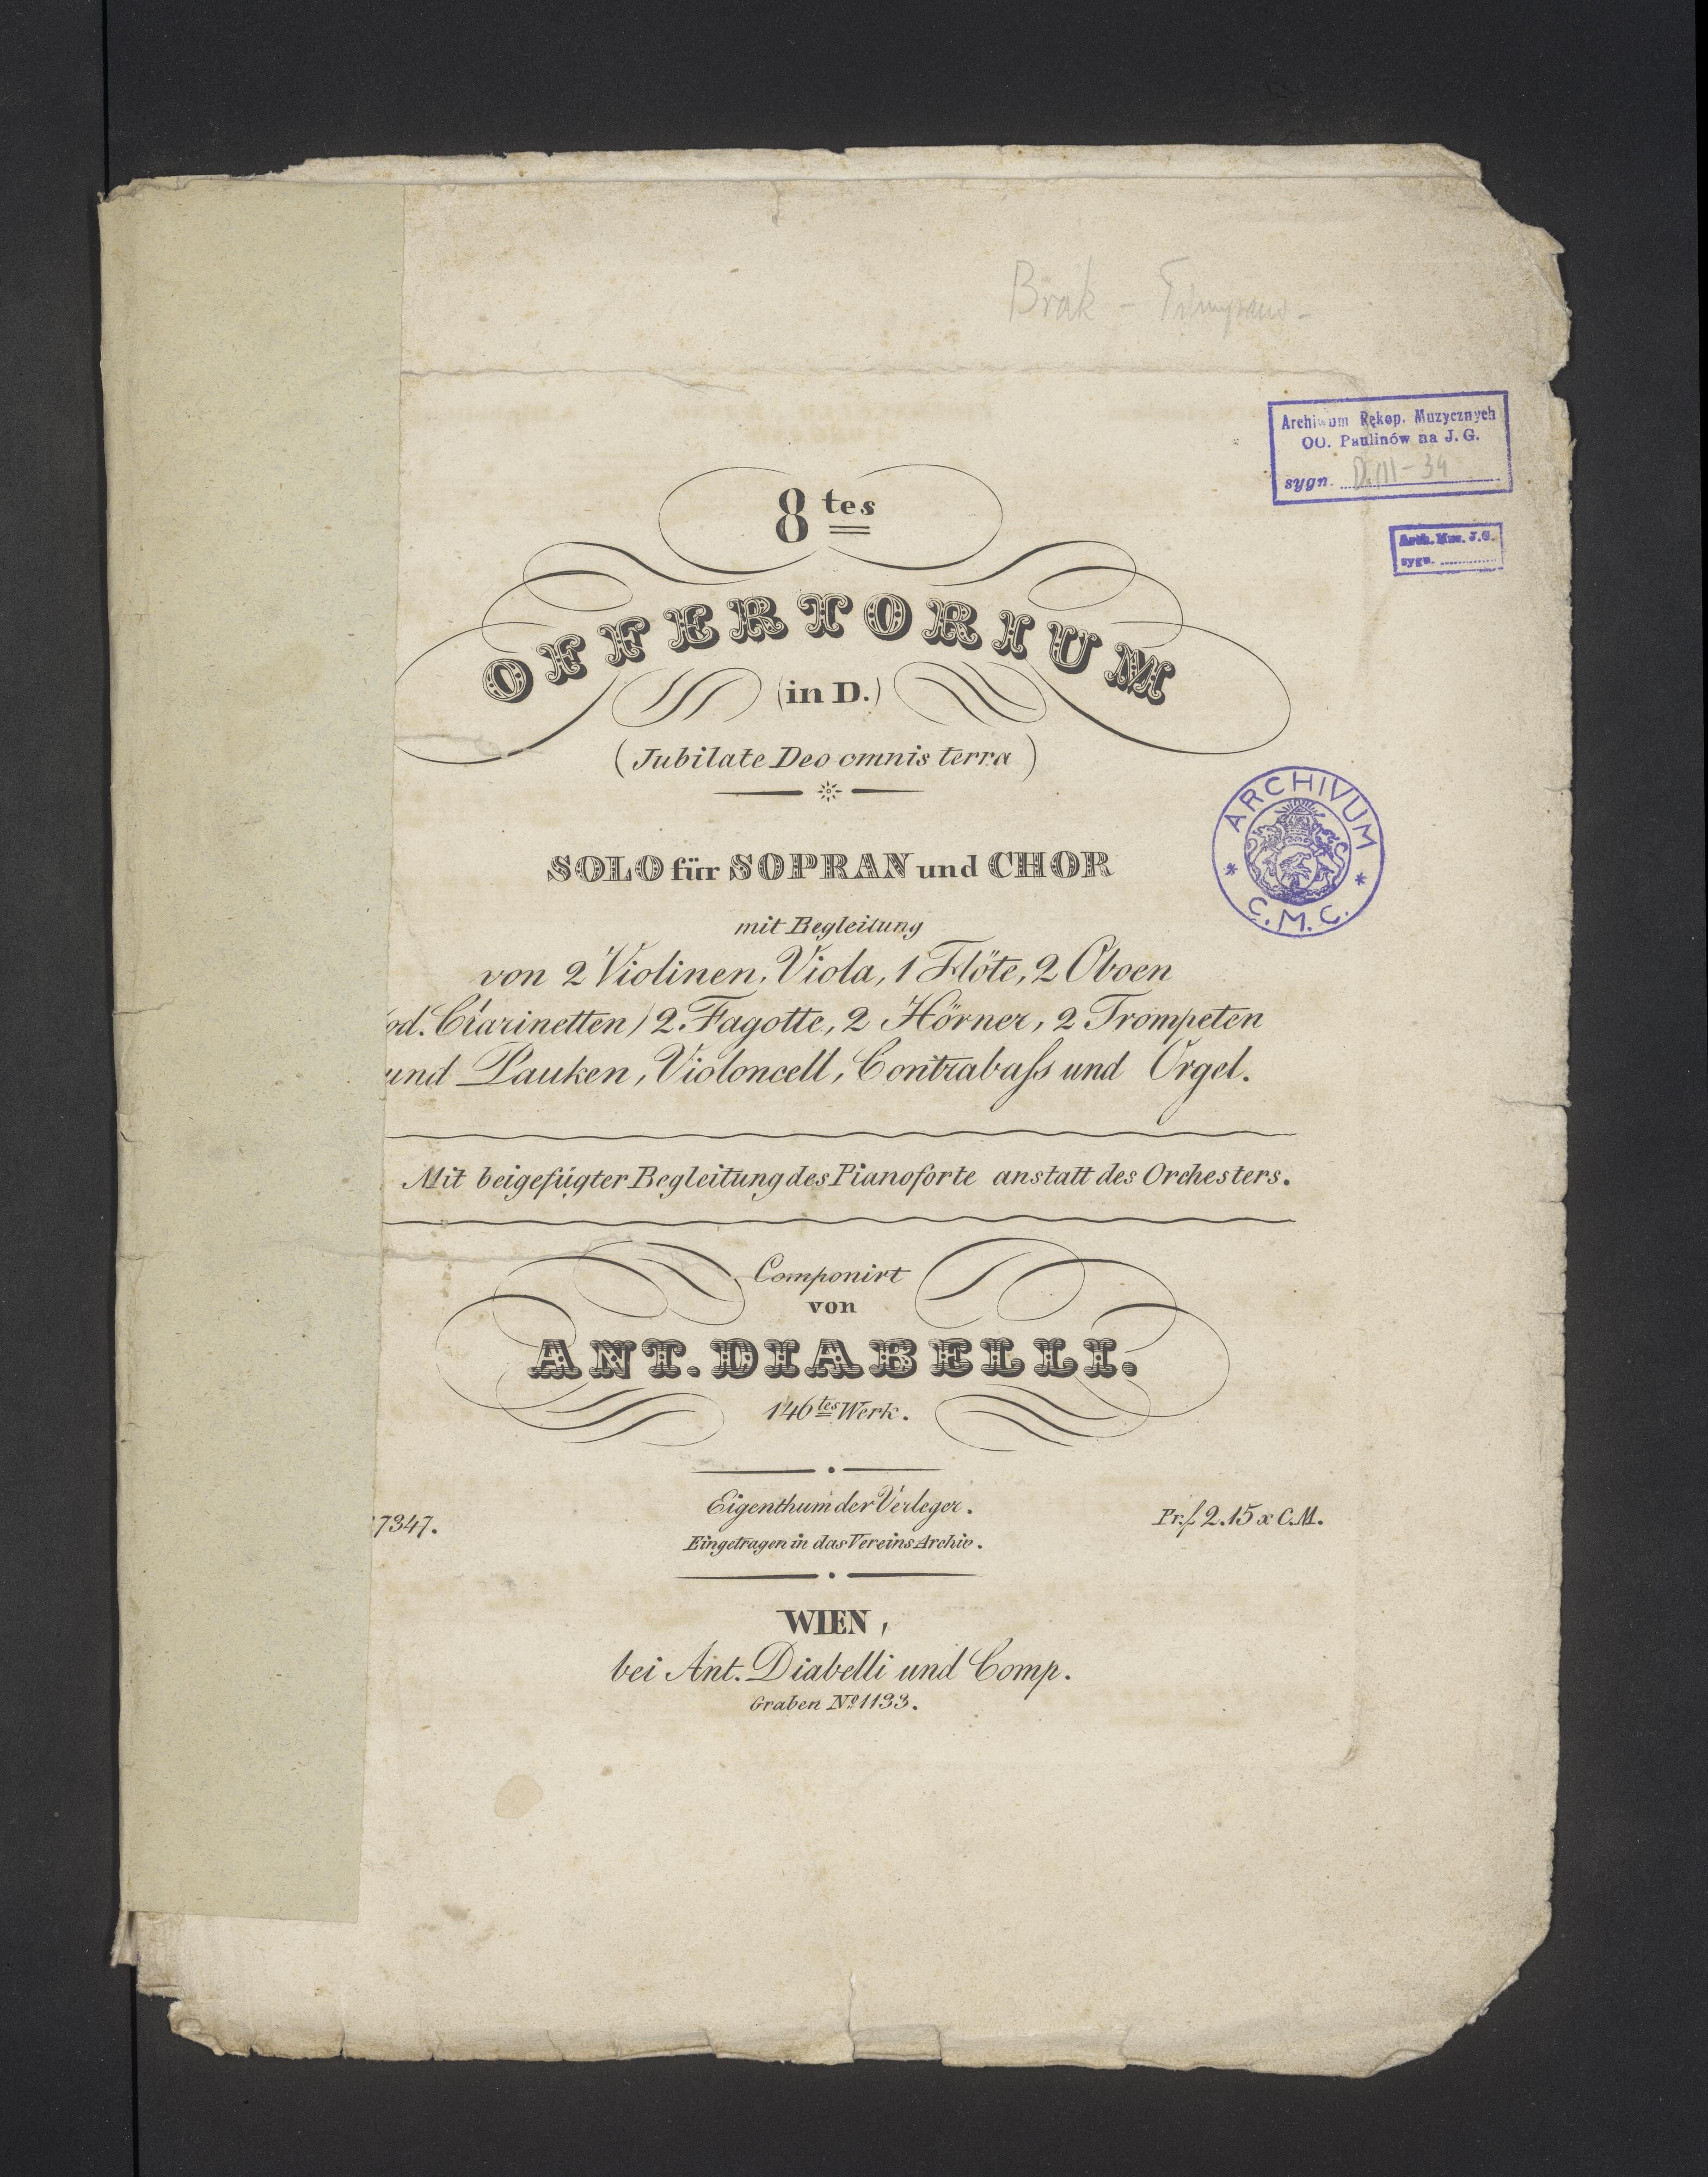 Brak -
Archiwum Rękop. Muzycznych
OO. Paulinów na J. G.
sygn. D.III-34
Arch. Muz. J.G.
sygn.
8tes
OFFERTORIUM
(in D.)
(Jubilate Deo omnis terra)
ARCHIVUM
* C.M.C. *
SOLO für SOPRAN und CHOR
mit Begleitung
von 2 Violinen, Viola, 1 Flöte, 2 Oboen
od. Clarinetten) 2 Fagotte, 2 Hörner, 2 Trompeten
und Pauken, Violoncell, Contrabaſs und Orgel.
Mit beigefügter Begleitung des Pianoforte anstatt des Orchesters.
Componirt
von
ANT. DIABELLI.
146tes Werk.
7347.
Eigenthum der Verleger.
Pr.f. 2.15 x C.M.
Eingetragen in das Vereins Archiv.
WIEN,
bei Ant. Diabelli und Comp.
Graben No. 1133.